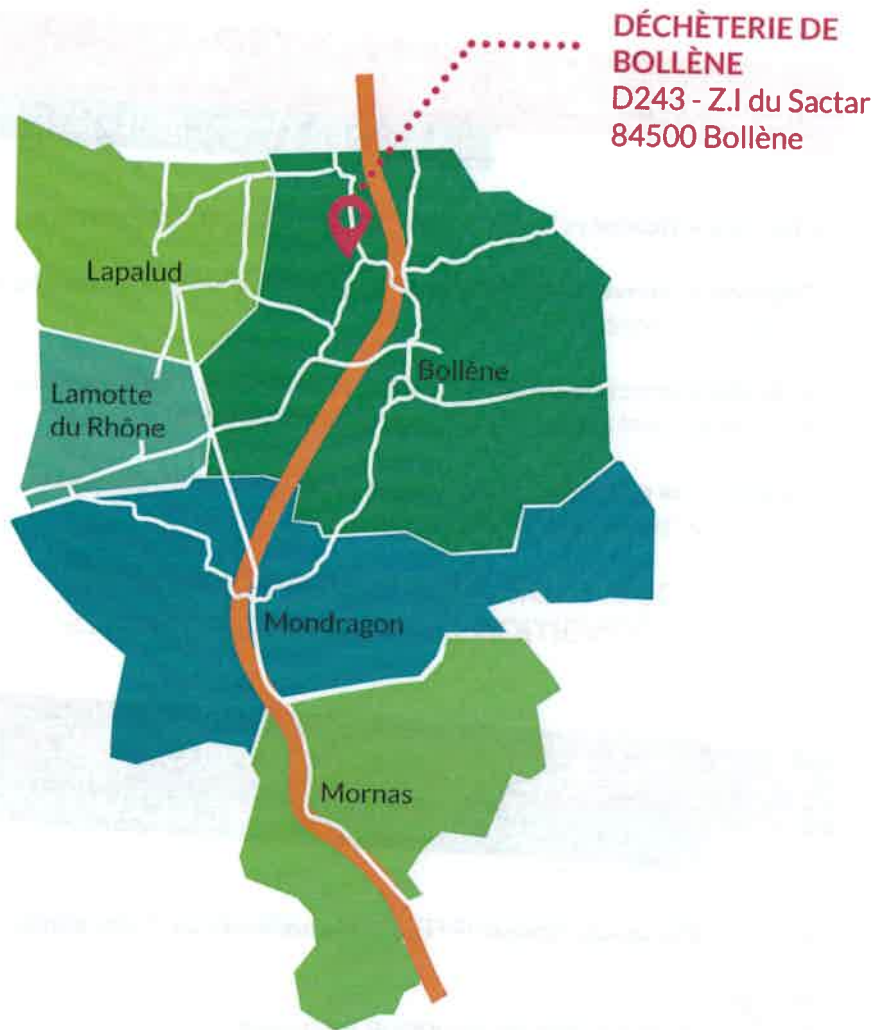 DÉCHÈTERIE DE
BOLLÈNE
D243 - Z.I du Sactar
84500 Bollène
Lapalud
Bollène
Lamotte
du Rhône
Mondragon
Mornas